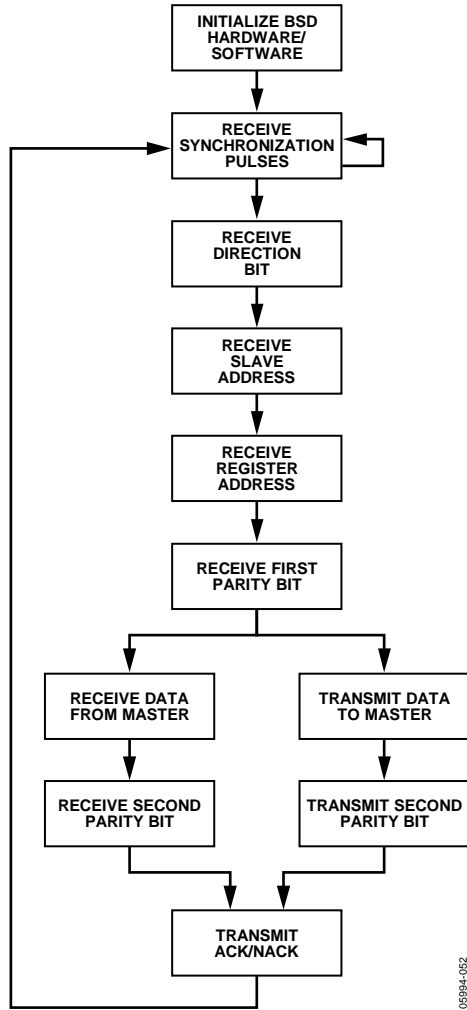 INITIALIZE BSD
HARDWARE/
SOFTWARE
RECEIVE
SYNCHRONIZATION
PULSES
RECEIVE
DIRECTION
BIT
RECEIVE
SLAVE
ADDRESS
RECEIVE
REGISTER
ADDRESS
RECEIVE FIRST
PARITY BIT
RECEIVE DATA
FROM MASTER
TRANSMIT DATA
TO MASTER
RECEIVE SECOND
PARITY BIT
TRANSMIT SECOND
PARITY BIT
TRANSMIT
ACK/NACK
05994-052